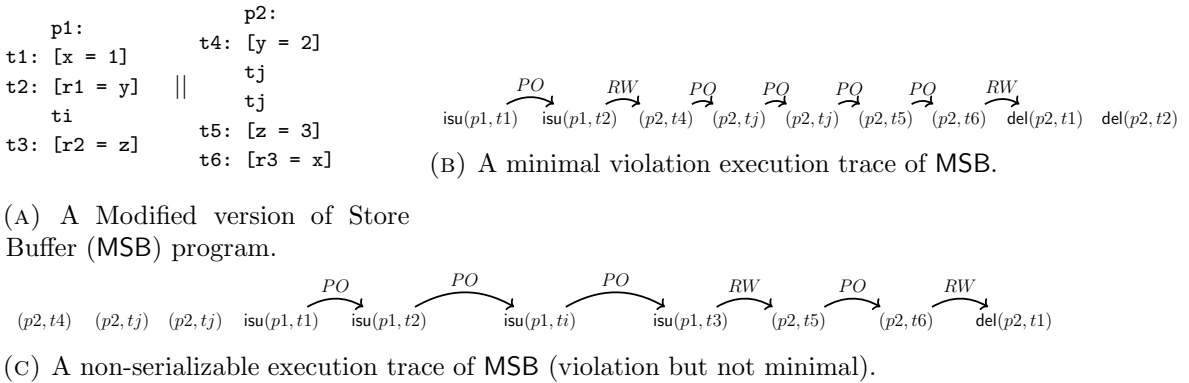 p1:
t1: [x = 1]
t2: [r1 = y]
ti
t3: [r2 = z]
||
p2:
t4: [y = 2]
tj
tj
t5: [z = 3]
t6: [r3 = x]
(A) A Modified version of Store
Buffer (MSB) program.
PO RW PO PO PO PO RW
isu(p1, t1) isu(p1, t2) (p2, t4) (p2, tj) (p2, tj) (p2, t5) (p2, t6) del(p2, t1) del(p2, t2)
(B) A minimal violation execution trace of MSB.
PO PO PO RW PO RW
(p2, t4) (p2, tj) (p2, tj) isu(p1, t1) isu(p1, t2) isu(p1, ti) isu(p1, t3) (p2, t5) (p2, t6) del(p2, t1)
(C) A non-serializable execution trace of MSB (violation but not minimal).